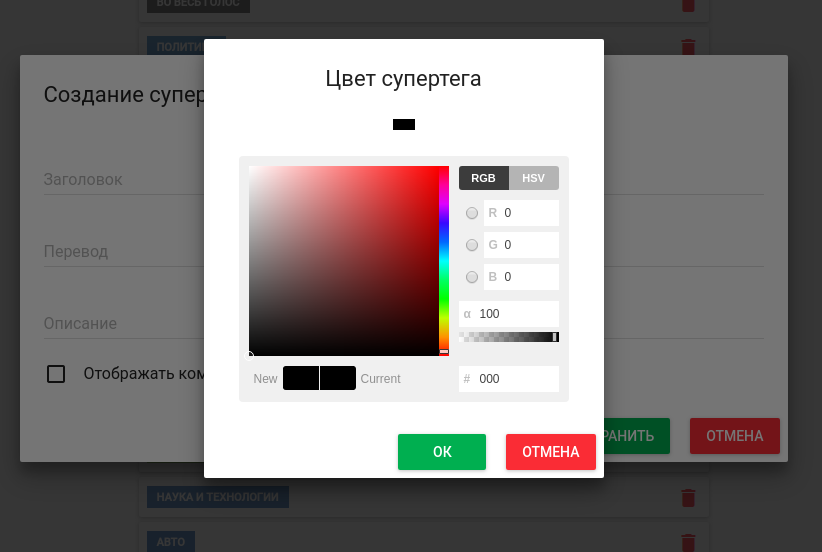 ВО ВЕСЬ ГОЛОС
ПОЛИТИ
Цвет супертега
Создание супер
RGB HSV
Заголовок
R 0
G 0
Перевод
B 0
α 100
Описание
Отображать ком
New Current
# 000
РАНИТЬ ОТМЕНА
ОК ОТМЕНА
НАУКА И ТЕХНОЛОГИИ
АВТО